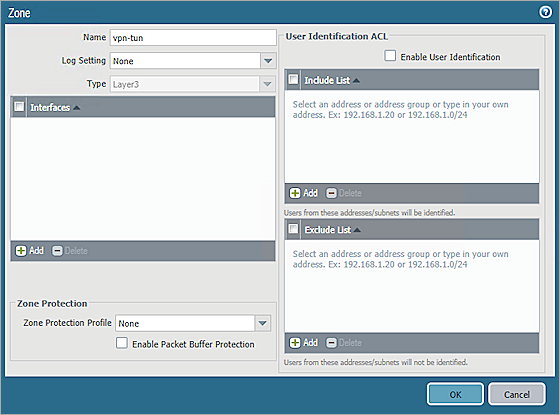 Zone
Name vpn-tun
Log Setting None
Type Layer3
Interfaces
Add Delete
Zone Protection
Zone Protection Profile None
Enable Packet Buffer Protection
User Identification ACL
Enable User Identification
Include List
Select an address or address group or type in your own
address. Ex: 192.168.1.20 or 192.168.1.0/24
Add Delete
Users from these addresses/subnets will be identified.
Exclude List
Select an address or address group or type in your own
address. Ex: 192.168.1.20 or 192.168.1.0/24
Add Delete
Users from these addresses/subnets will not be identified.
OK Cancel